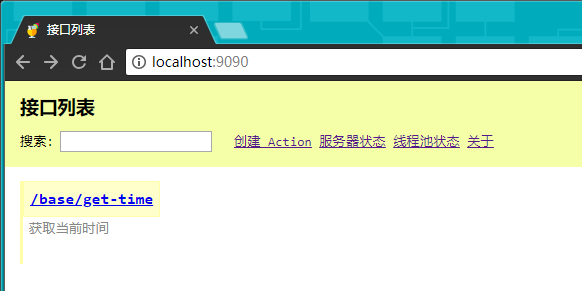 接口列表
localhost:9090
接口列表
搜索: 创建 Action 服务器状态 线程池状态 关于
/base/get-time
获取当前时间